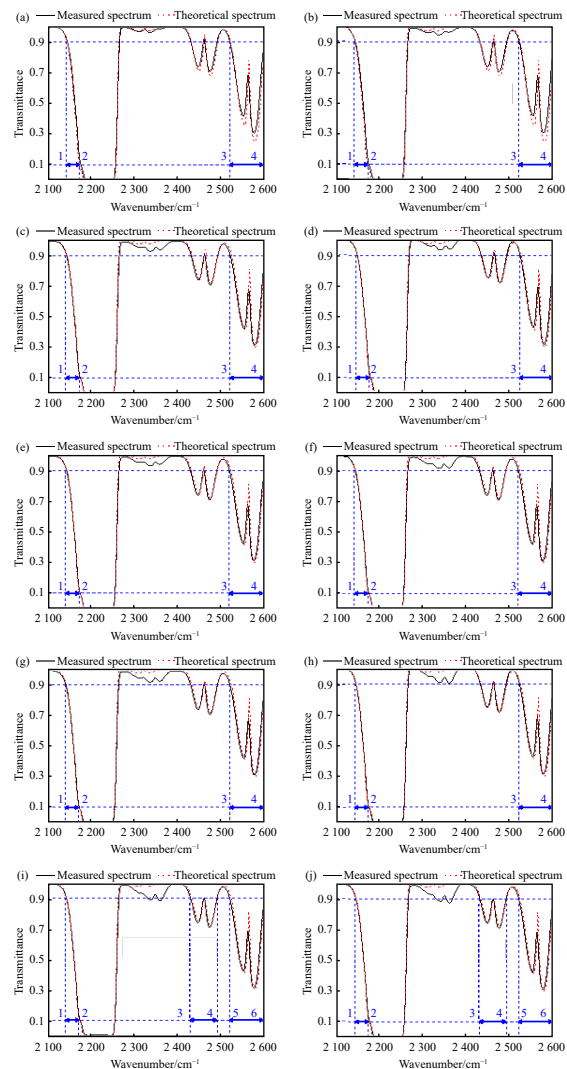 (a) Measured spectrum Theoretical spectrum
0.9
0.7
0.5
0.3
0.1
Transmittance
1 2 3 4
2 100 2 200 2 300 2 400 2 500 2 600
Wavenumber/cm⁻¹
(b) Measured spectrum Theoretical spectrum
0.9
0.7
0.5
0.3
0.1
Transmittance
1 2 3 4
2 100 2 200 2 300 2 400 2 500 2 600
Wavenumber/cm⁻¹
(c) Measured spectrum Theoretical spectrum
0.9
0.7
0.5
0.3
0.1
Transmittance
1 2 3 4
2 100 2 200 2 300 2 400 2 500 2 600
Wavenumber/cm⁻¹
(d) Measured spectrum Theoretical spectrum
0.9
0.7
0.5
0.3
0.1
Transmittance
1 2 3 4
2 100 2 200 2 300 2 400 2 500 2 600
Wavenumber/cm⁻¹
(e) Measured spectrum Theoretical spectrum
0.9
0.7
0.5
0.3
0.1
Transmittance
1 2 3 4
2 100 2 200 2 300 2 400 2 500 2 600
Wavenumber/cm⁻¹
(f) Measured spectrum Theoretical spectrum
0.9
0.7
0.5
0.3
0.1
Transmittance
1 2 3 4
2 100 2 200 2 300 2 400 2 500 2 600
Wavenumber/cm⁻¹
(g) Measured spectrum Theoretical spectrum
0.9
0.7
0.5
0.3
0.1
Transmittance
1 2 3 4
2 100 2 200 2 300 2 400 2 500 2 600
Wavenumber/cm⁻¹
(h) Measured spectrum Theoretical spectrum
0.9
0.7
0.5
0.3
0.1
Transmittance
1 2 3 4
2 100 2 200 2 300 2 400 2 500 2 600
Wavenumber/cm⁻¹
(i) Measured spectrum Theoretical spectrum
0.9
0.7
0.5
0.3
0.1
Transmittance
1 2 3 4 5 6
2 100 2 200 2 300 2 400 2 500 2 600
Wavenumber/cm⁻¹
(j) Measured spectrum Theoretical spectrum
0.9
0.7
0.5
0.3
0.1
Transmittance
1 2 3 4 5 6
2 100 2 200 2 300 2 400 2 500 2 600
Wavenumber/cm⁻¹